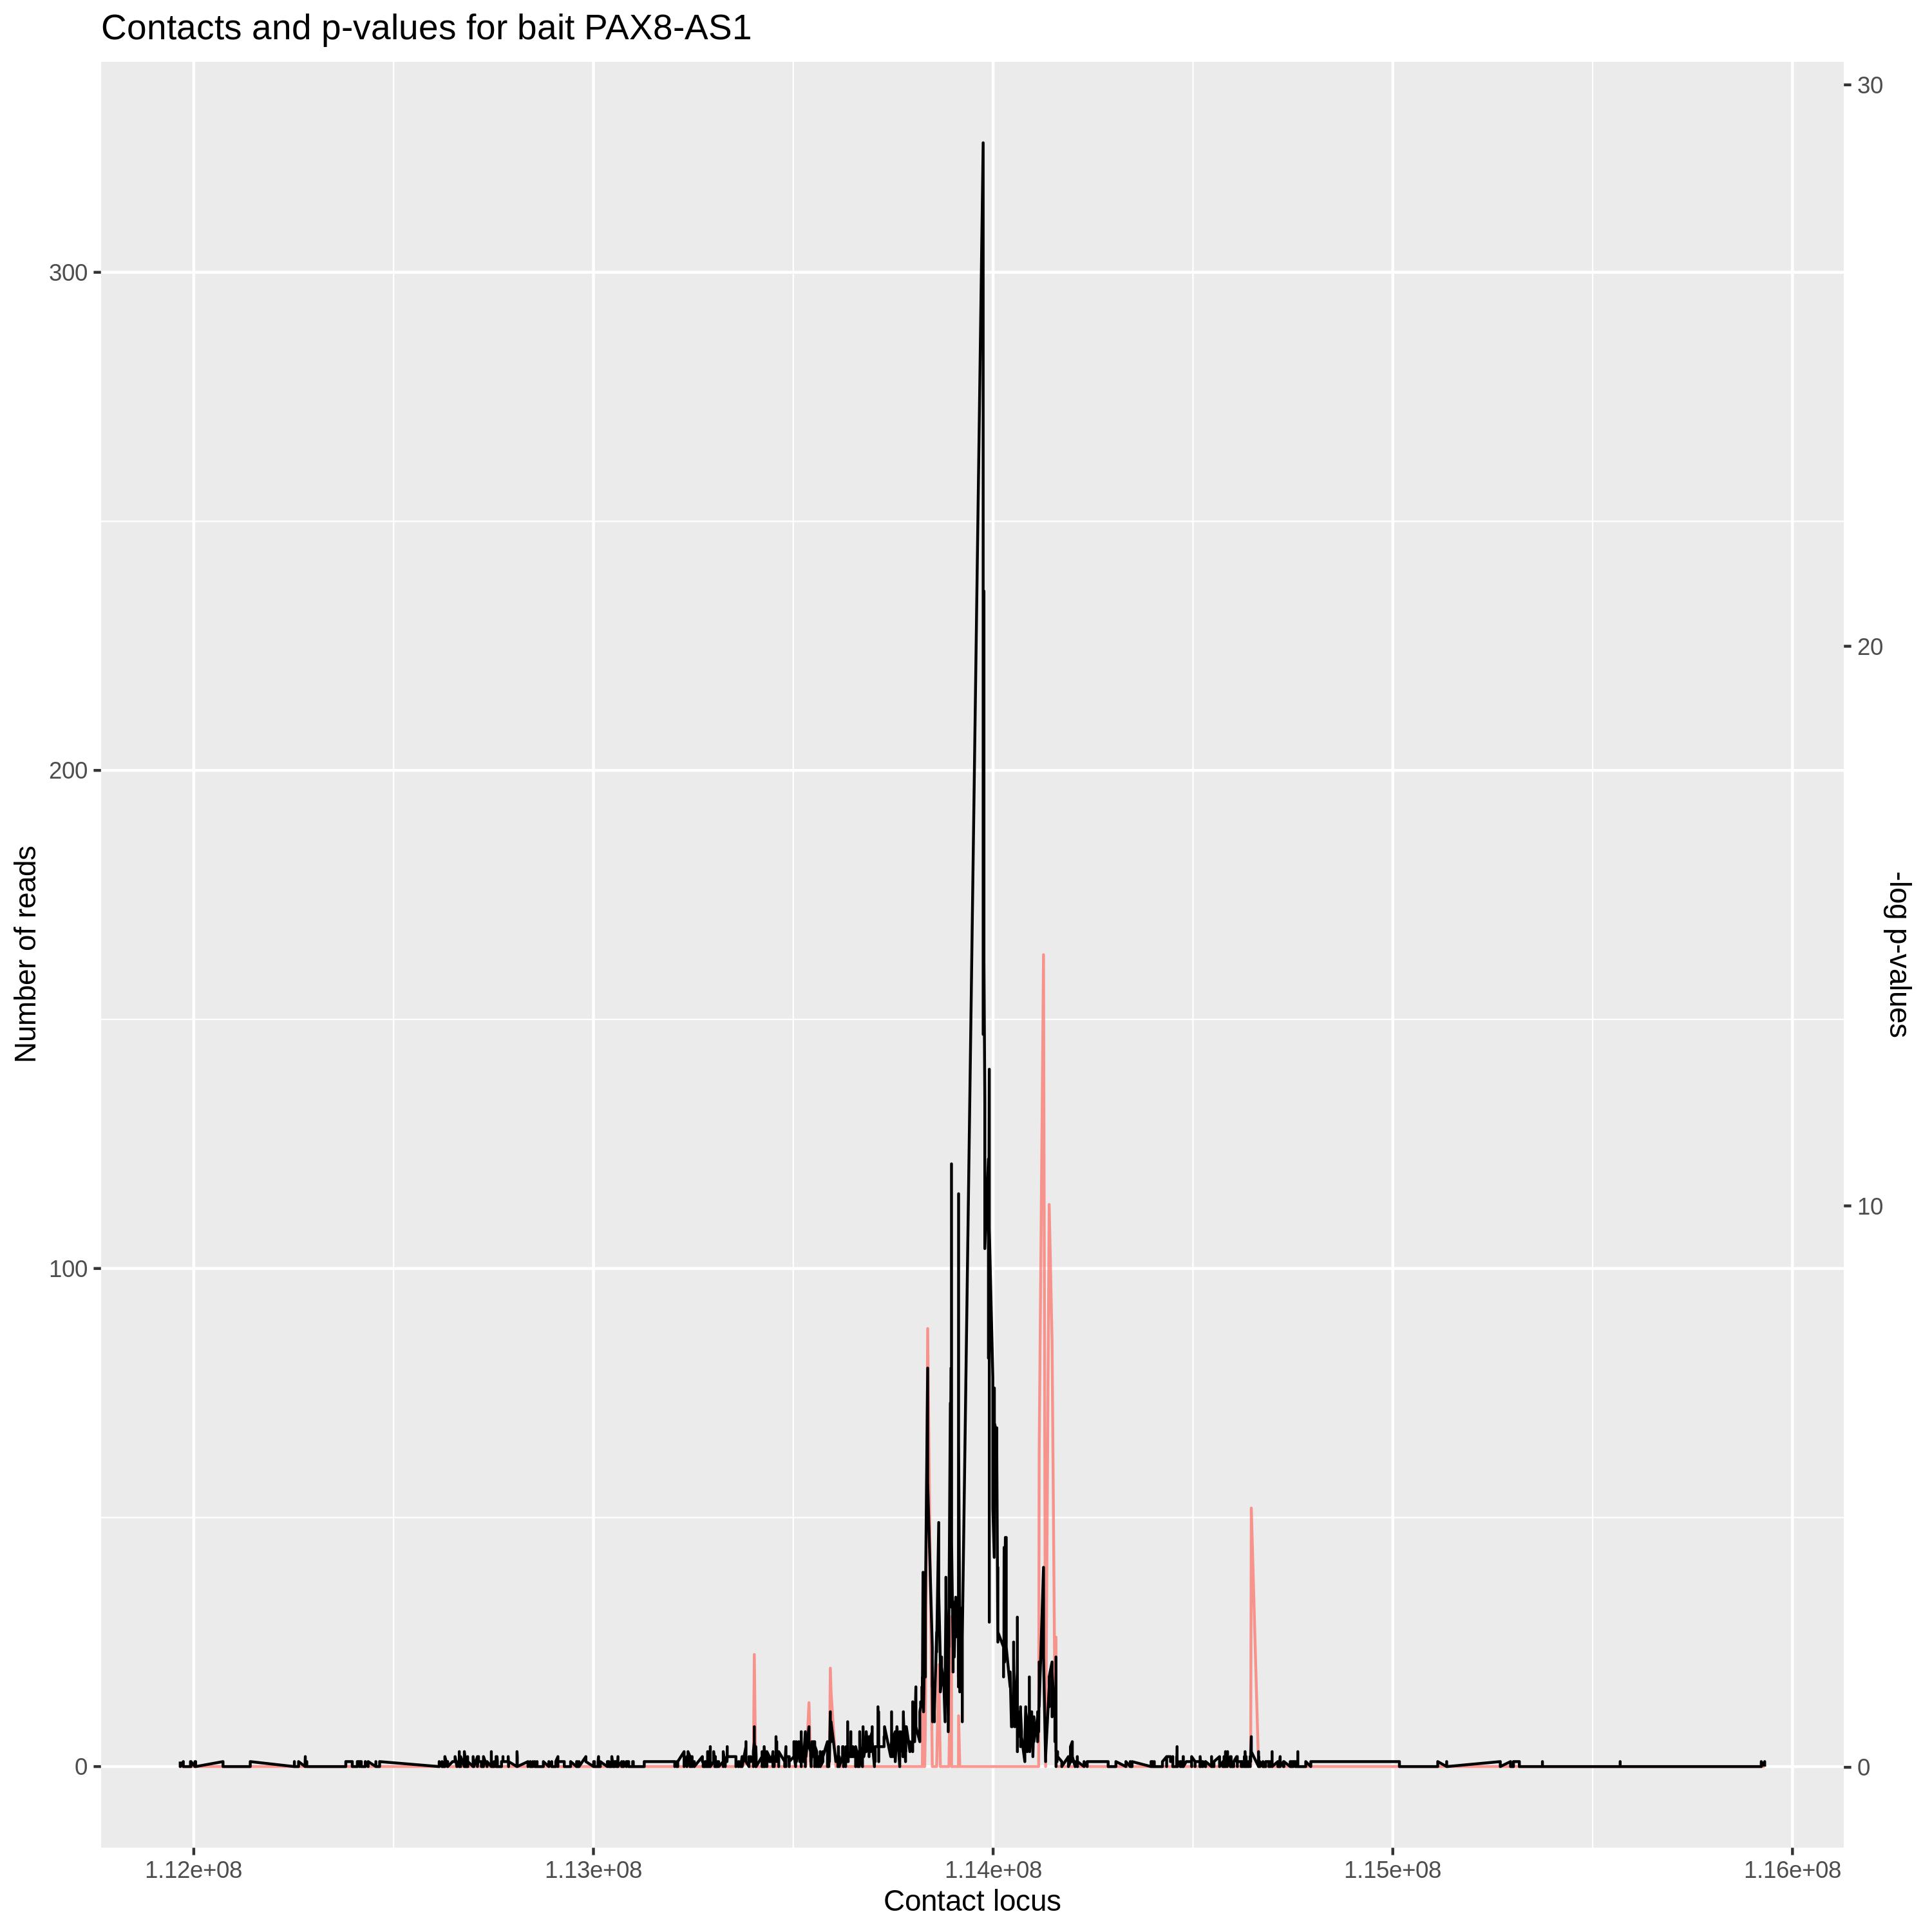 Contacts and p-values for bait PAX8-AS1
30
300
20
200
Number of reads
-log p-values
10
100
0
0
1.12e+08
1.13e+08
1.14e+08
1.15e+08
1.16e+08
Contact locus